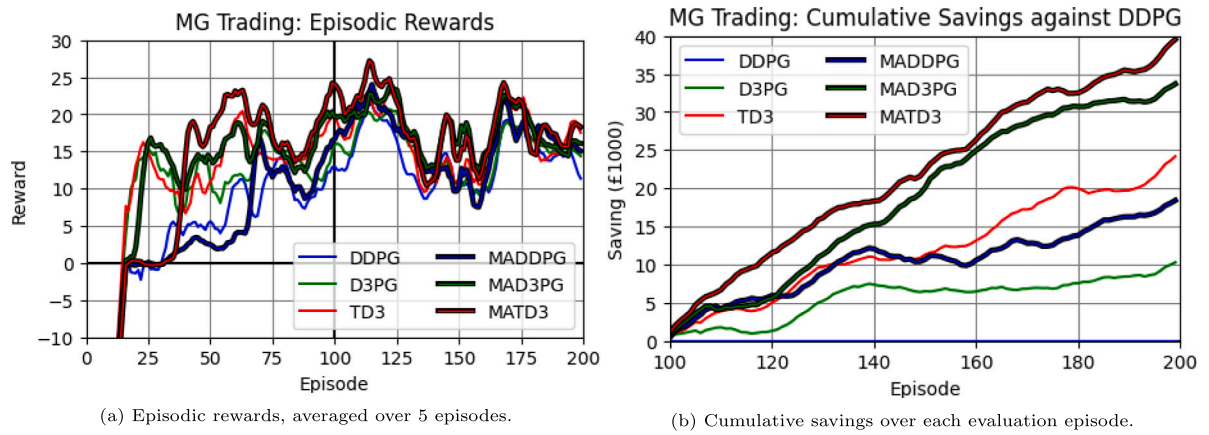 MG Trading: Episodic Rewards
30
25
20
15
10
5
0
−5
−10
Reward
DDPG
D3PG
TD3
MADDPG
MAD3PG
MATD3
0 25 50 75 100 125 150 175 200
Episode
(a) Episodic rewards, averaged over 5 episodes.
MG Trading: Cumulative Savings against DDPG
40
35
30
25
20
15
10
5
0
Saving (£1000)
DDPG
D3PG
TD3
MADDPG
MAD3PG
MATD3
100 120 140 160 180 200
Episode
(b) Cumulative savings over each evaluation episode.